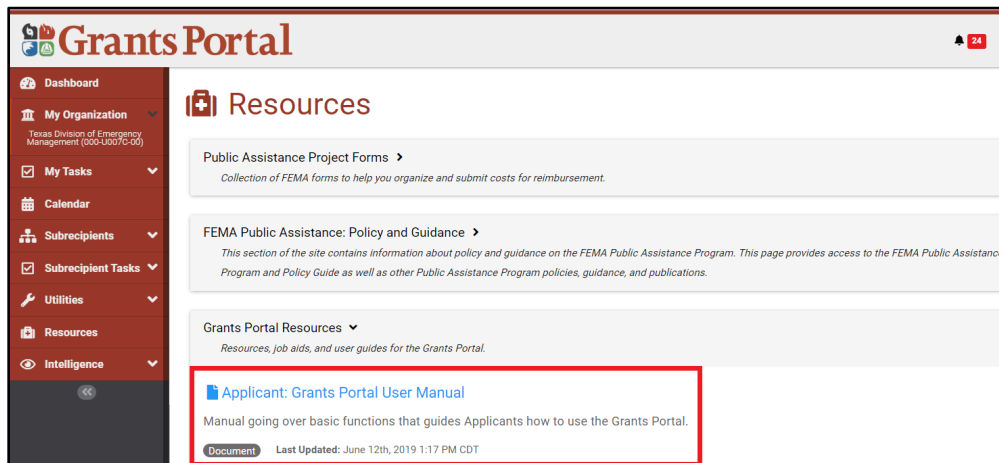 Grants Portal
24
Dashboard
My Organization
Texas Division of Emergency
Management (000-U007C-00)
My Tasks
Calendar
Subrecipients
Subrecipient Tasks
Utilities
Resources
Intelligence
Resources
Public Assistance Project Forms
Collection of FEMA forms to help you organize and submit costs for reimbursement.
FEMA Public Assistance: Policy and Guidance
This section of the site contains information about policy and guidance on the FEMA Public Assistance Program. This page provides access to the FEMA Public Assistance
Program and Policy Guide as well as other Public Assistance Program policies, guidance, and publications.
Grants Portal Resources
Resources, job aids, and user guides for the Grants Portal.
Applicant: Grants Portal User Manual
Manual going over basic functions that guides Applicants how to use the Grants Portal.
Document Last Updated: June 12th, 2019 1:17 PM CDT